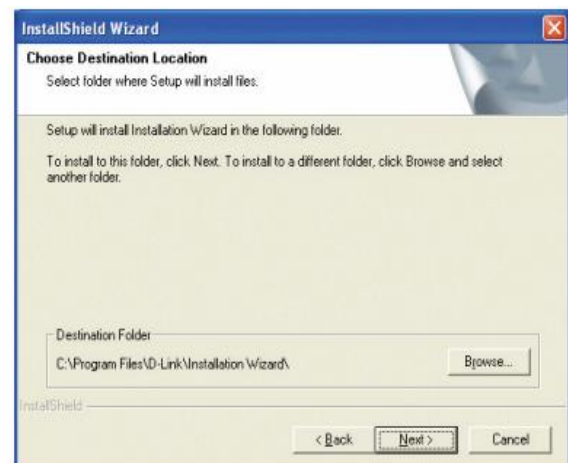 InstallShield Wizard
Choose Destination Location
Select folder where Setup will install files.
Setup will install Installation Wizard in the following folder.
To install to this folder, click Next. To install to a different folder, click Browse and select
another folder.
Destination Folder
C:\Program Files\D-Link\Installation Wizard\
Browse...
InstallShield
< Back
Next >
Cancel